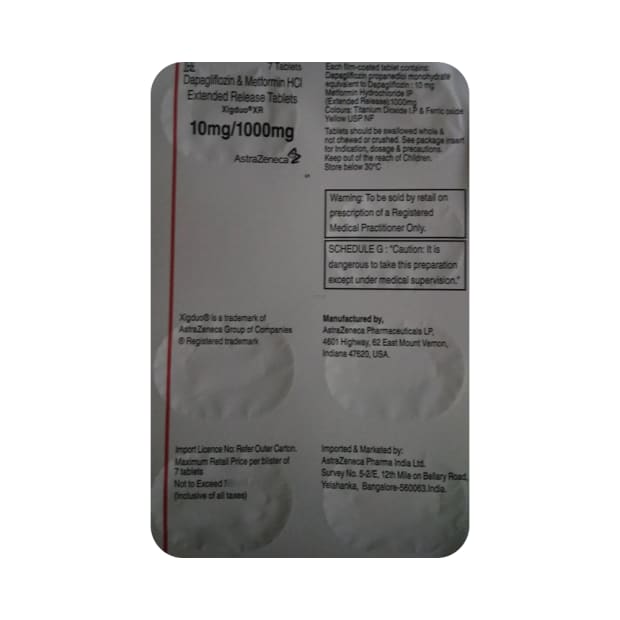 7 Tablets
Dapagliflozin & Metformin HCl
Extended Release Tablets
Xigduo® XR
10mg/1000mg
AstraZeneca
Each film-coated tablet contains:
Dapagliflozin propanediol monohydrate
equivalent to Dapagliflozin : 10 mg
Metformin Hydrochloride IP
(Extended Release):1000mg
Colours: Titanium Dioxide I.P & Ferric oxide
Yellow USP NF
Tablets should be swallowed whole &
not chewed or crushed. See package insert
for Indication, dosage & precautions.
Keep out of the reach of Children.
Store below 30°C
Warning: To be sold by retail on
prescription of a Registered
Medical Practitioner Only.
SCHEDULE G : "Caution: It is
dangerous to take this preparation
except under medical supervision."
Xigduo® is a trademark of
AstraZeneca Group of Companies
® Registered trademark
Manufactured by,
AstraZeneca Pharmaceuticals LP,
4601 Highway, 62 East Mount Vernon,
Indiana 47620, USA.
Import Licence No: Refer Outer Carton.
Maximum Retail Price per blister of
7 tablets
Not to Exceed
(Inclusive of all taxes)
Imported & Marketed by:
AstraZeneca Pharma India Ltd.
Survey No. 5-2/E, 12th Mile on Bellary Road,
Yelahanka, Bangalore-560063.India.